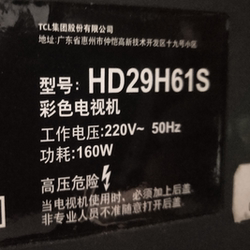 TCL集团股份有限公司
地址:广东省惠州市仲恺高新技术开发区十九号小区
型号: HD29H61S
彩色电视机
工作电压:220V~ 50Hz
功耗:160W
高压危险
当电视机使用时、必须加上后盖。
非专业人员不准随意打开后盖。